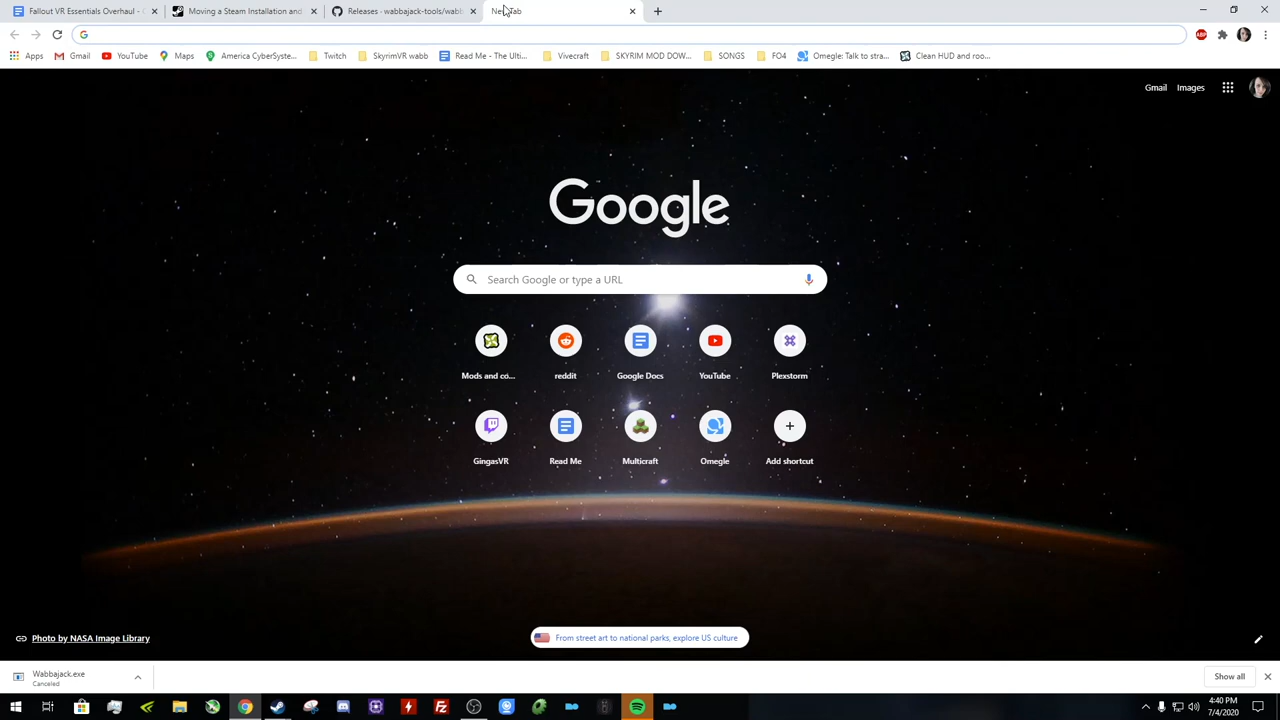 Fallout VR Essentials Overhaul - G
Moving a Steam Installation and
Releases · wabbajack-tools/wabb
New Tab
Apps
Gmail
YouTube
Maps
America CyberSyste...
Twitch
SkyrimVR wabb
Read Me - The Ulti...
Vivecraft
SKYRIM MOD DOW...
SONGS
FO4
Omegle: Talk to stra...
Clean HUD and roo...
Gmail
Images
Google
Search Google or type a URL
Mods and co...
reddit
Google Docs
YouTube
Plexstorm
GingasVR
Read Me
Multicraft
Omegle
Add shortcut
Photo by NASA Image Library
From street art to national parks, explore US culture
Wabbajack.exe
Canceled
Show all
4:40 PM
7/4/2020